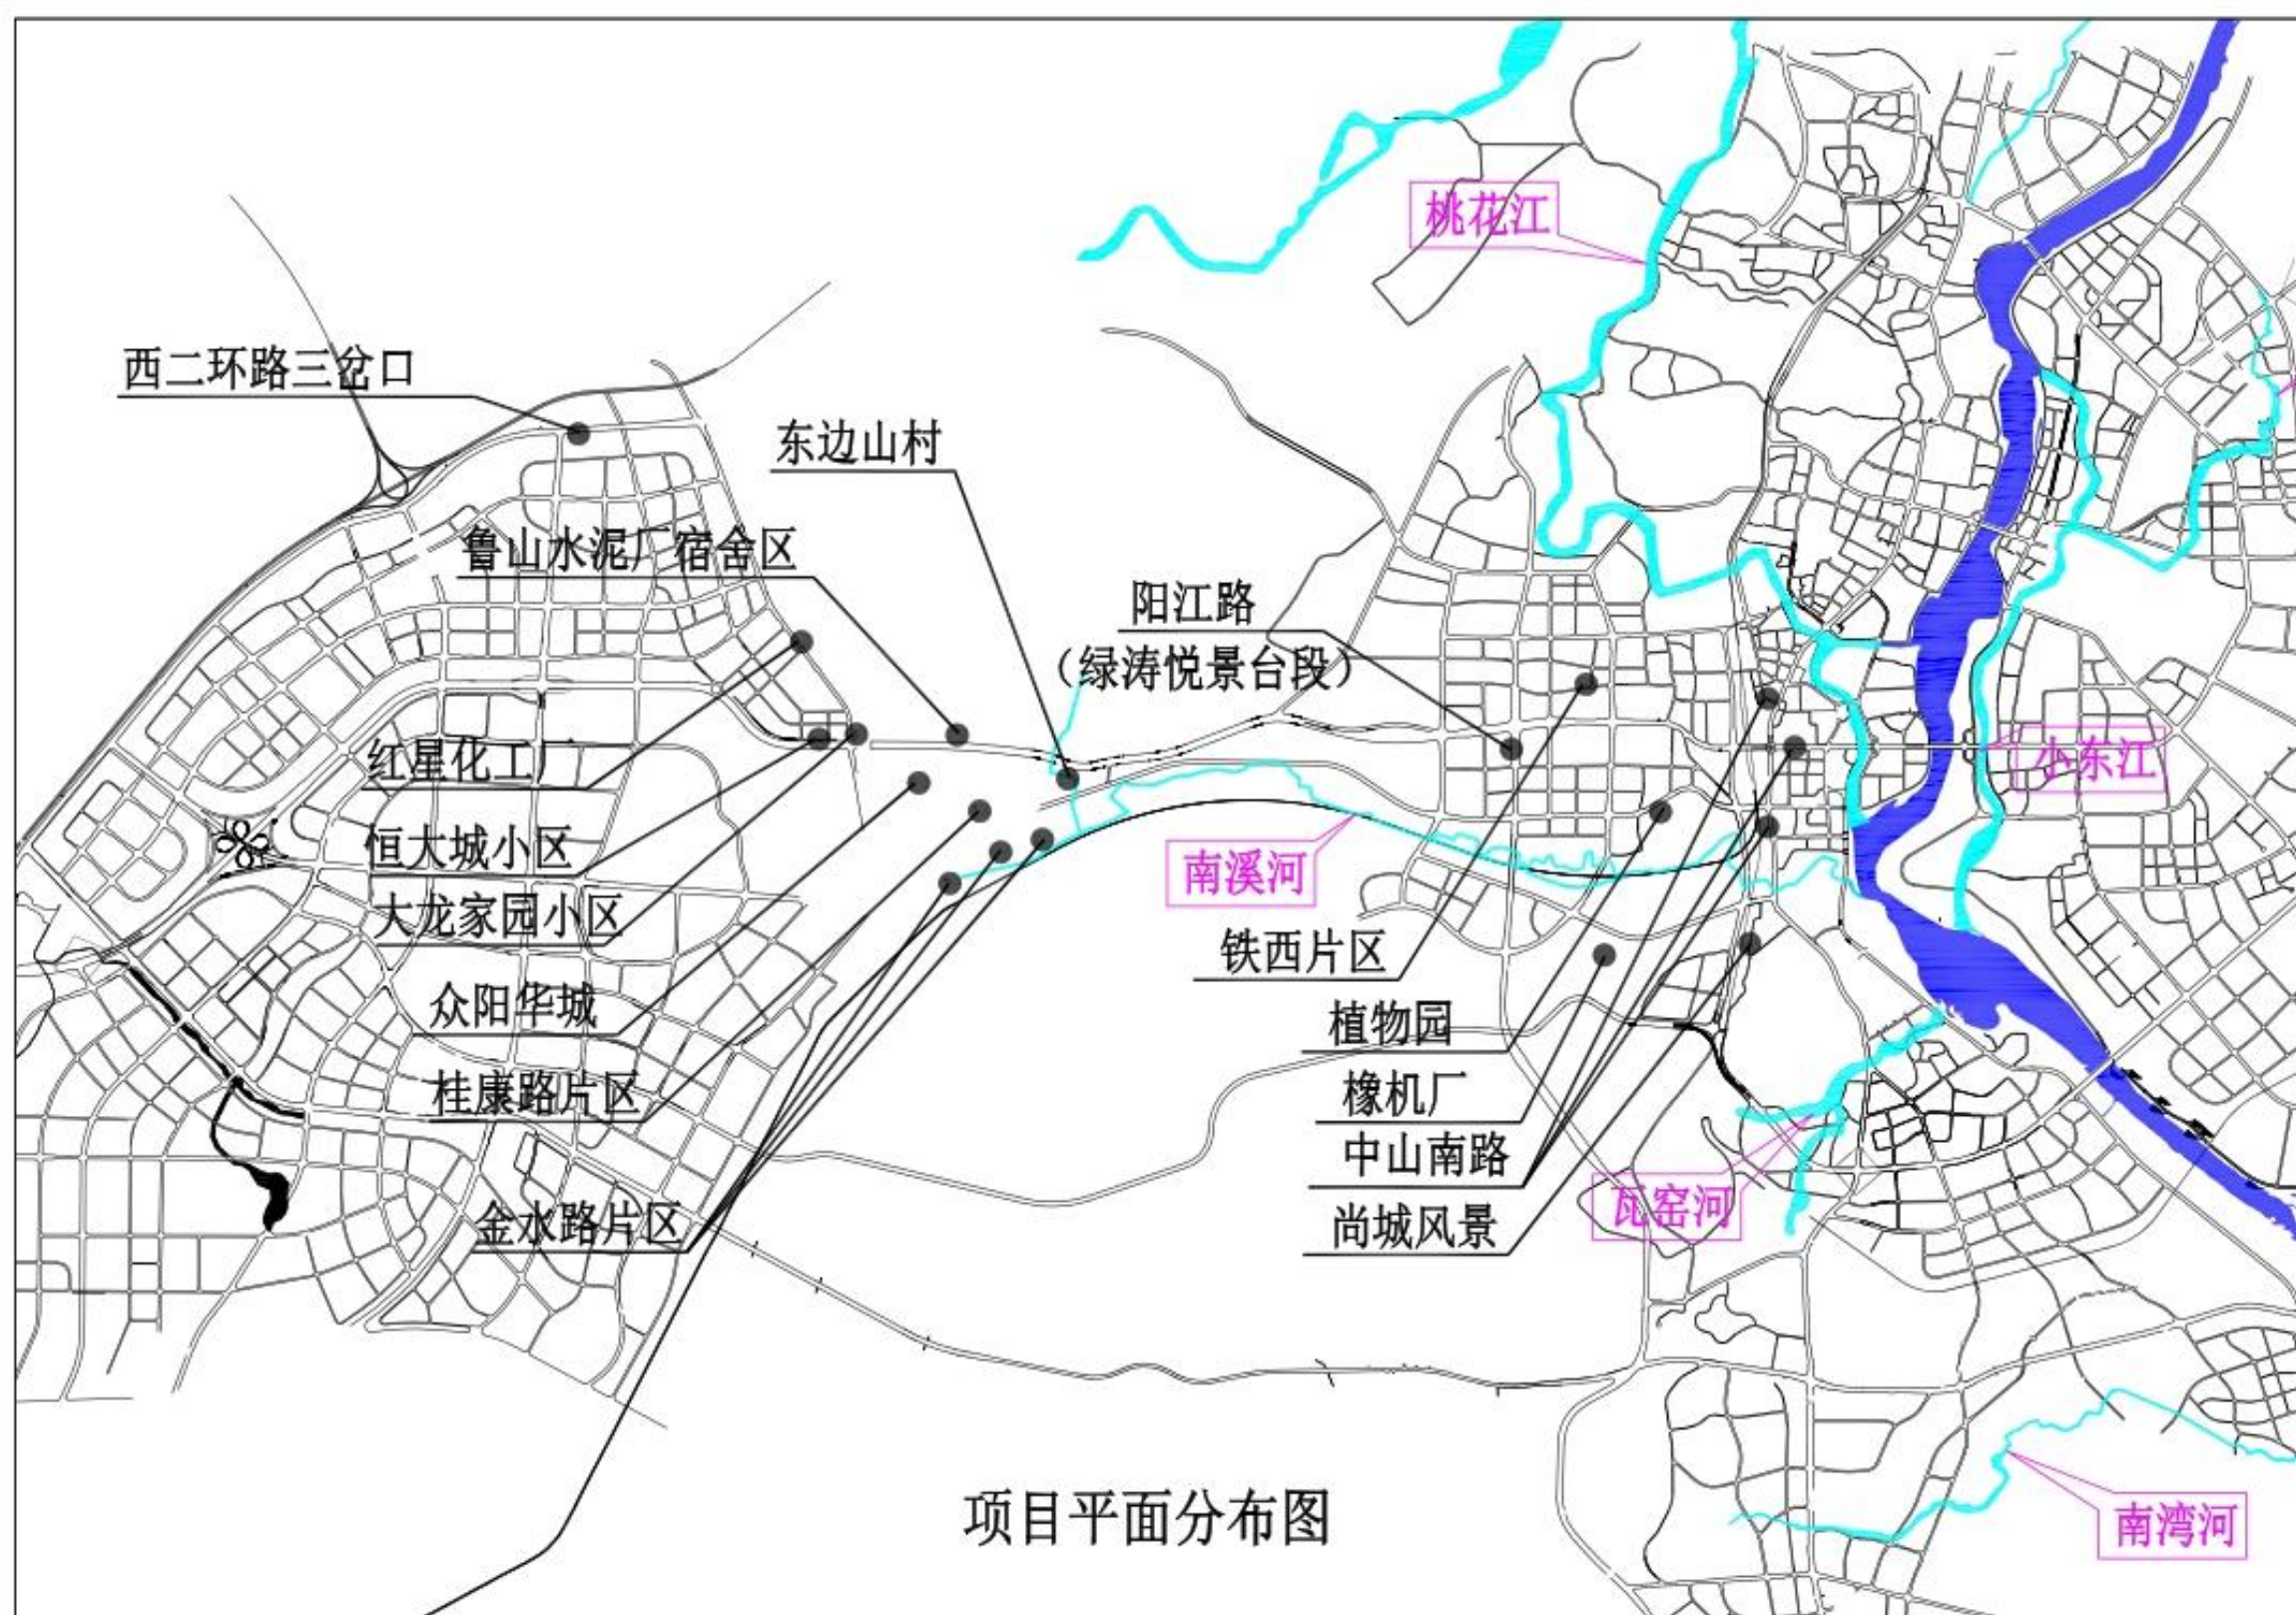 桃花江
西二环路三岔口
东边山村
鲁山水泥厂宿舍区
阳江路
（绿涛悦景台段）
红星化工厂
小东江
恒大城小区
南溪河
大龙家园小区
铁西片区
众阳华城
植物园
桂康路片区
橡机厂
中山南路
金水路片区
尚城风景
瓦窑河
项目平面分布图
南湾河